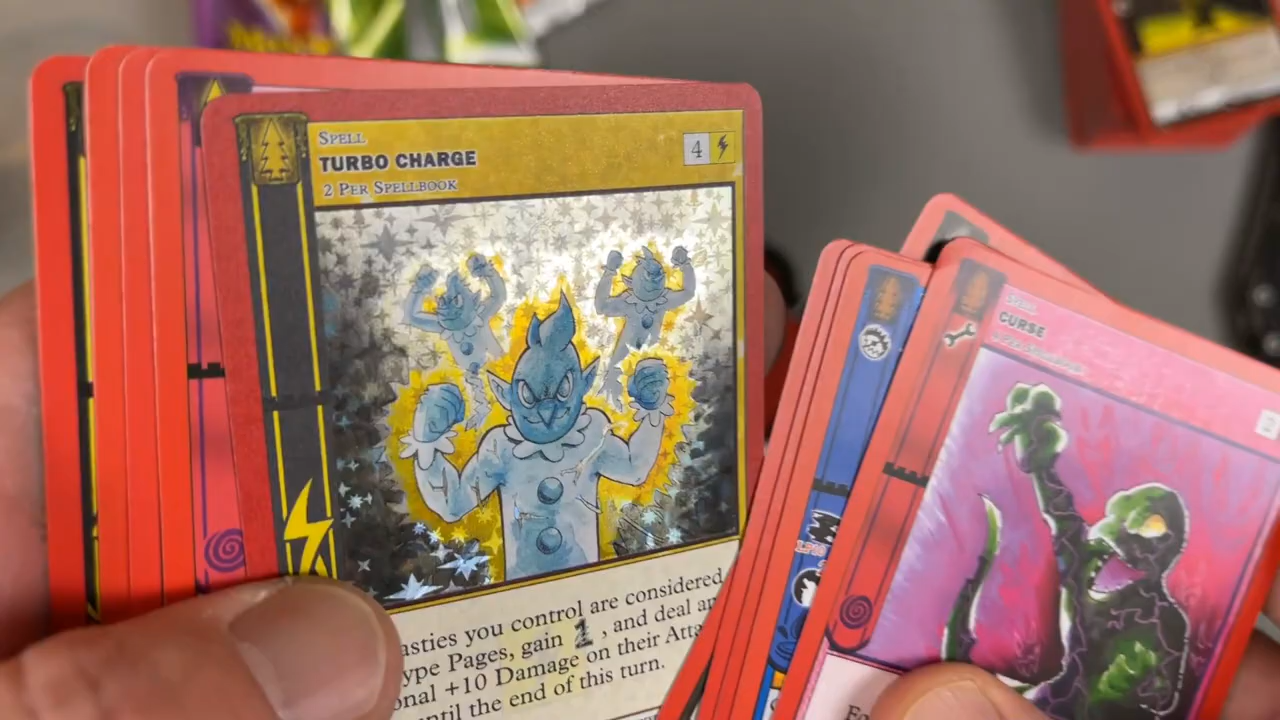 SPELL
TURBO CHARGE
2 PER SPELLBOOK
4
asties you control are considered
ype Pages, gain 1, and deal an
onal +10 Damage on their Atta
until the end of this turn.
SPELL
CURSE